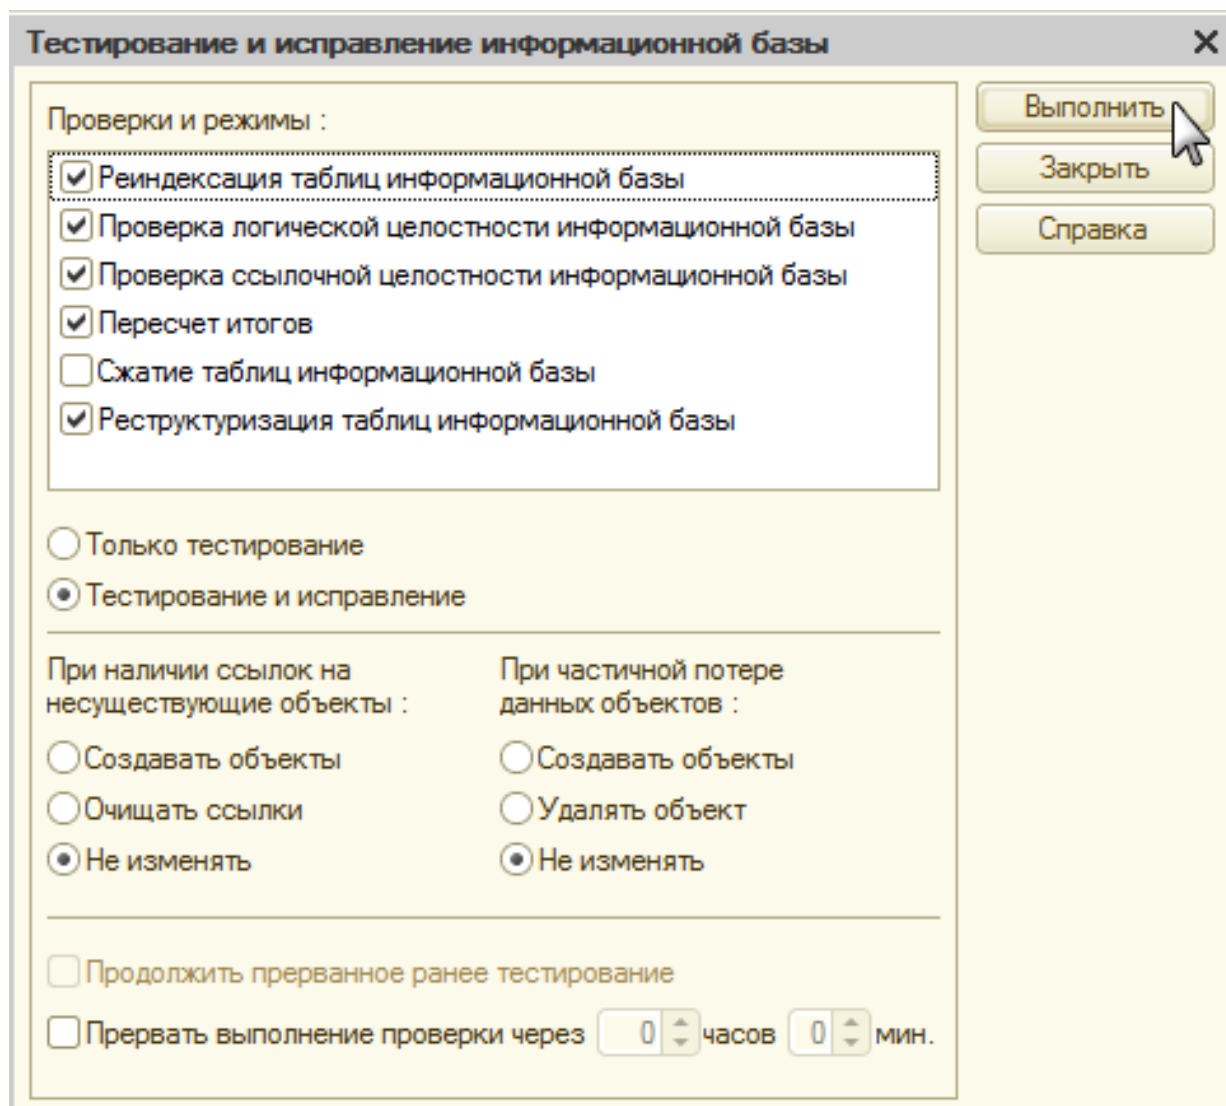 Тестирование и исправление информационной базы
Проверки и режимы :
Реиндексация таблиц информационной базы
Проверка логической целостности информационной базы
Проверка ссылочной целостности информационной базы
Пересчет итогов
Сжатие таблиц информационной базы
Реструктуризация таблиц информационной базы
Выполнить
Закрыть
Справка
Только тестирование
Тестирование и исправление
При наличии ссылок на
несуществующие объекты :
Создавать объекты
Очищать ссылки
Не изменять
При частичной потере
данных объектов :
Создавать объекты
Удалять объект
Не изменять
Продолжить прерванное ранее тестирование
Прервать выполнение проверки через 0 часов 0 мин.